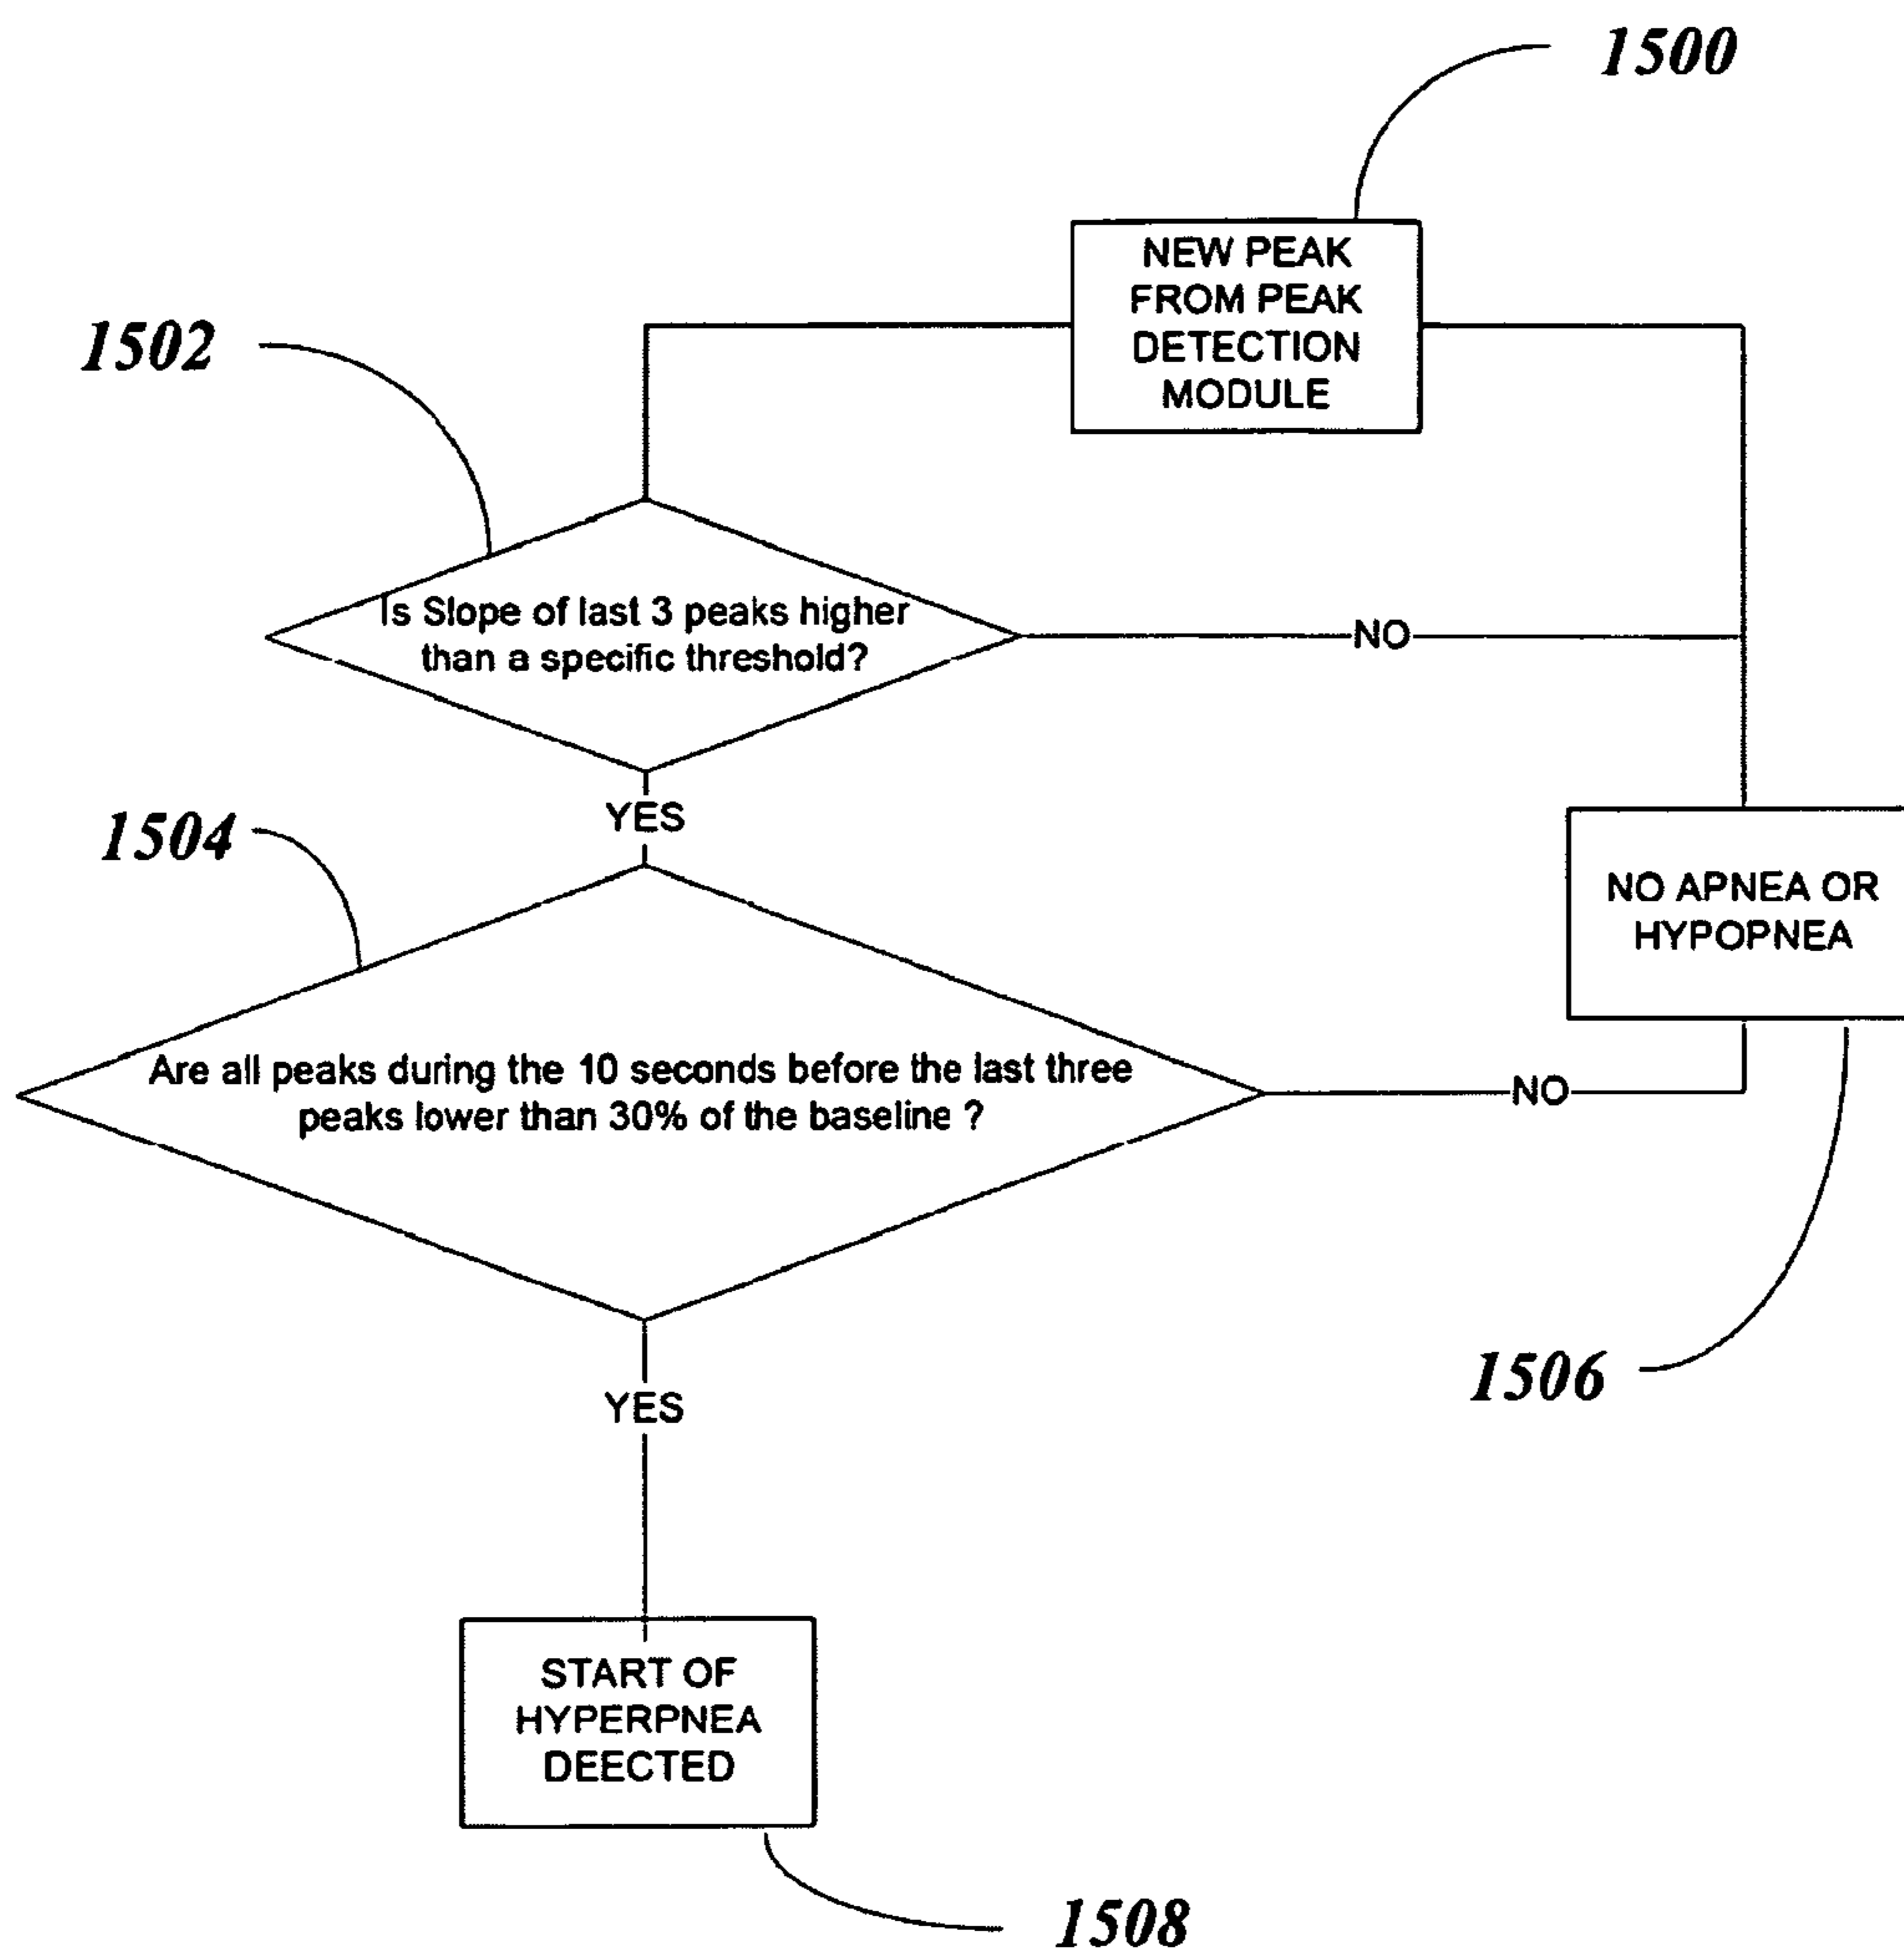 1500
NEW PEAK
FROM PEAK
DETECTION
MODULE
1502
Is Slope of last 3 peaks higher
than a specific threshold?
NO
YES
1504
NO APNEA OR
HYPOPNEA
Are all peaks during the 10 seconds before the last three
peaks lower than 30% of the baseline ?
NO
1506
YES
START OF
HYPERPNEA
DEECTED
1508